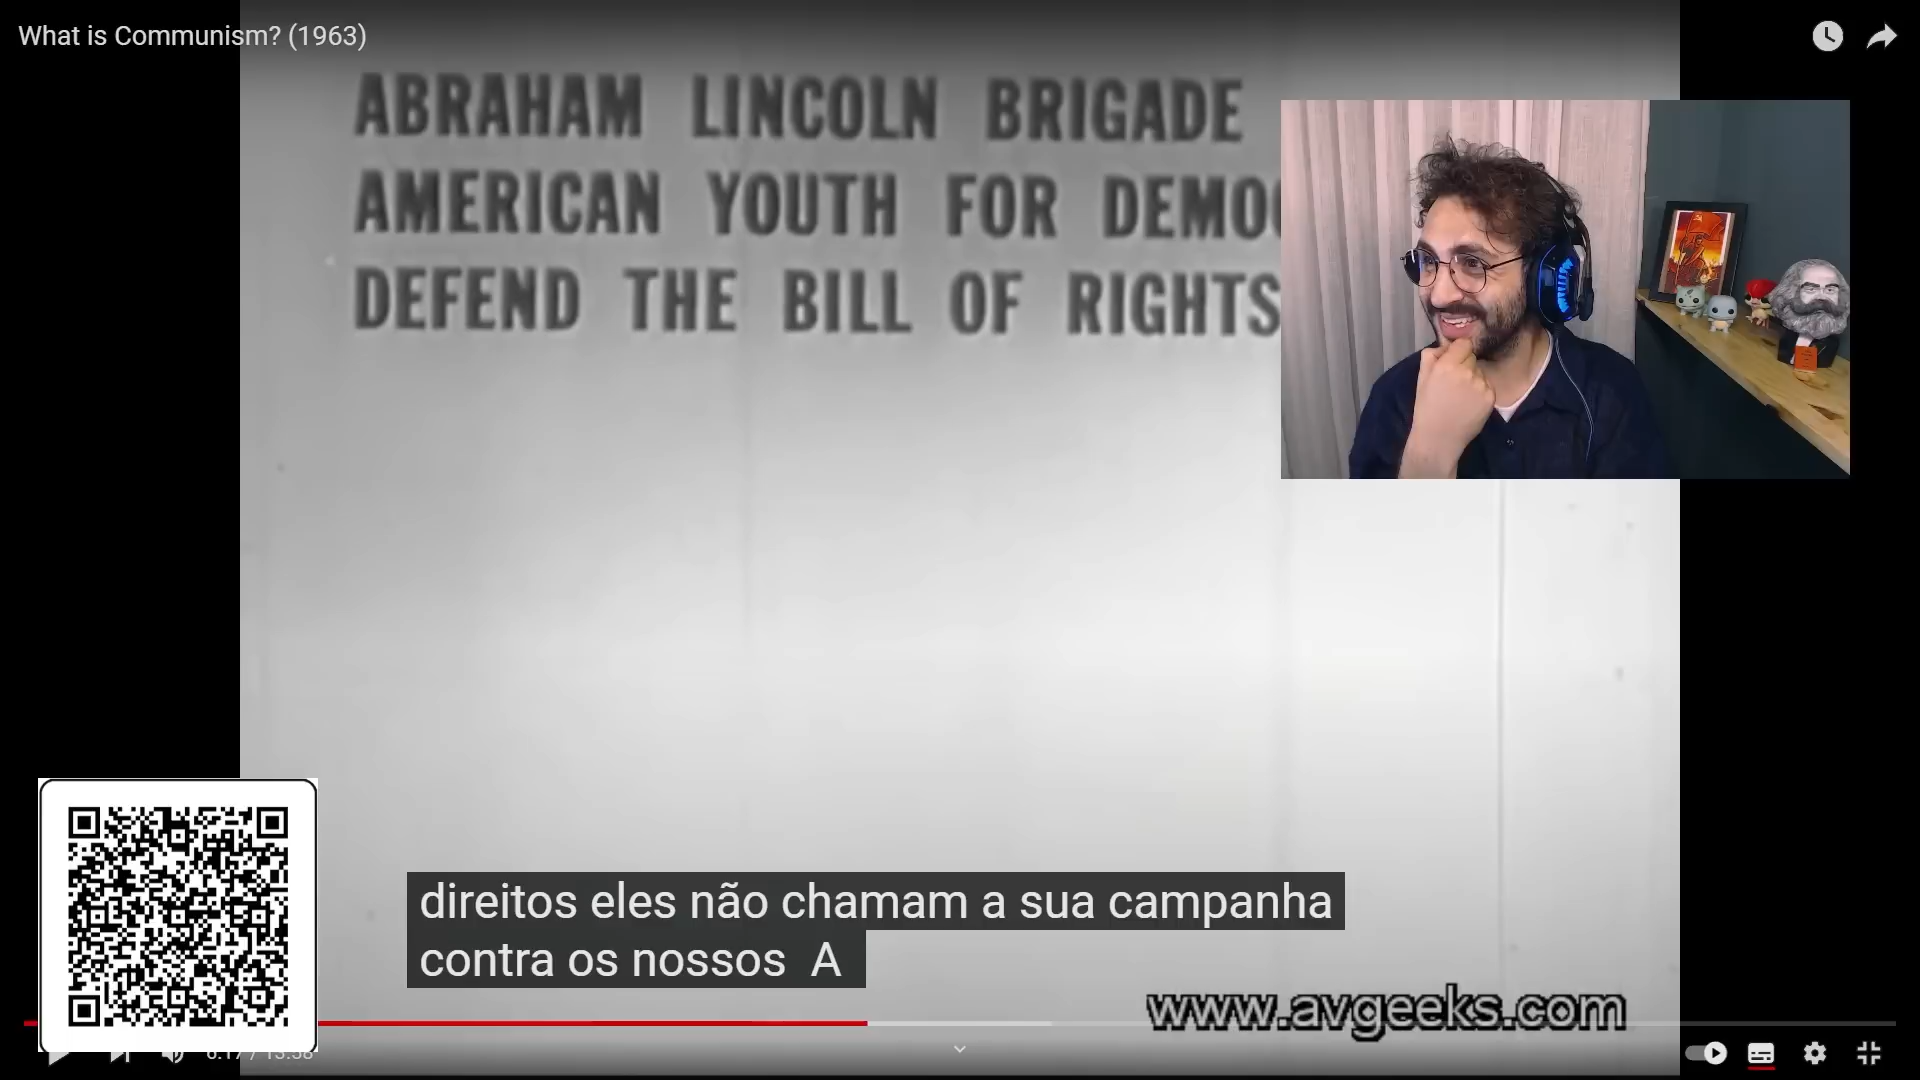 What is Communism? (1963)
ABRAHAM LINCOLN BRIGADE
AMERICAN YOUTH FOR DEMO
DEFEND THE BILL OF RIGHTS
direitos eles não chamam a sua campanha
contra os nossos A
www.avgeeks.com